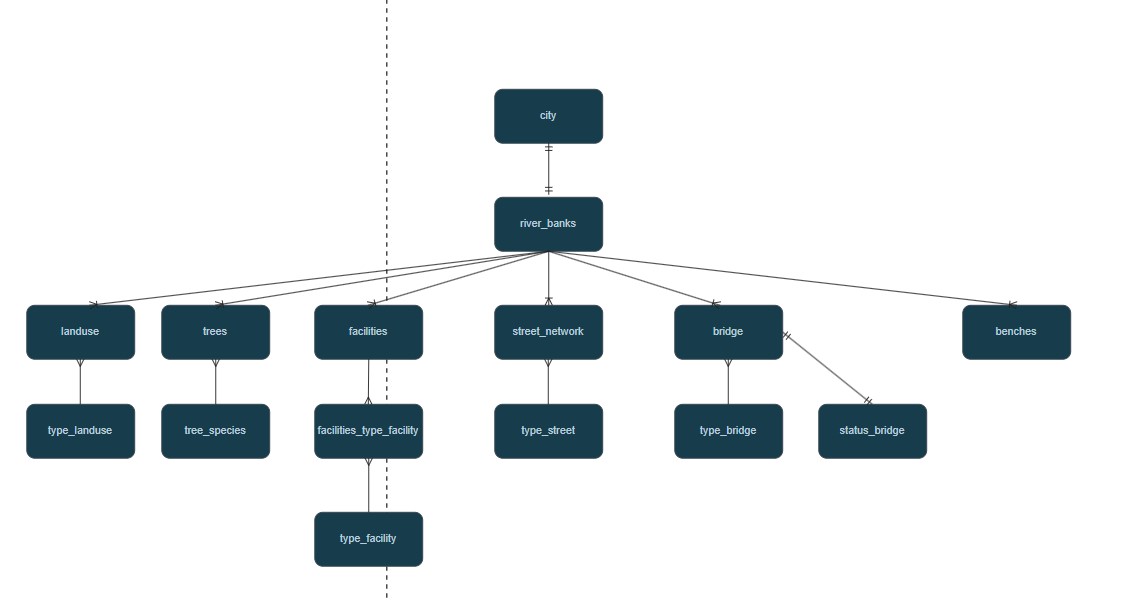 city
river_banks
landuse
trees
facilities
street_network
bridge
benches
type_landuse
tree_species
facilities_type_facility
type_street
type_bridge
status_bridge
type_facility